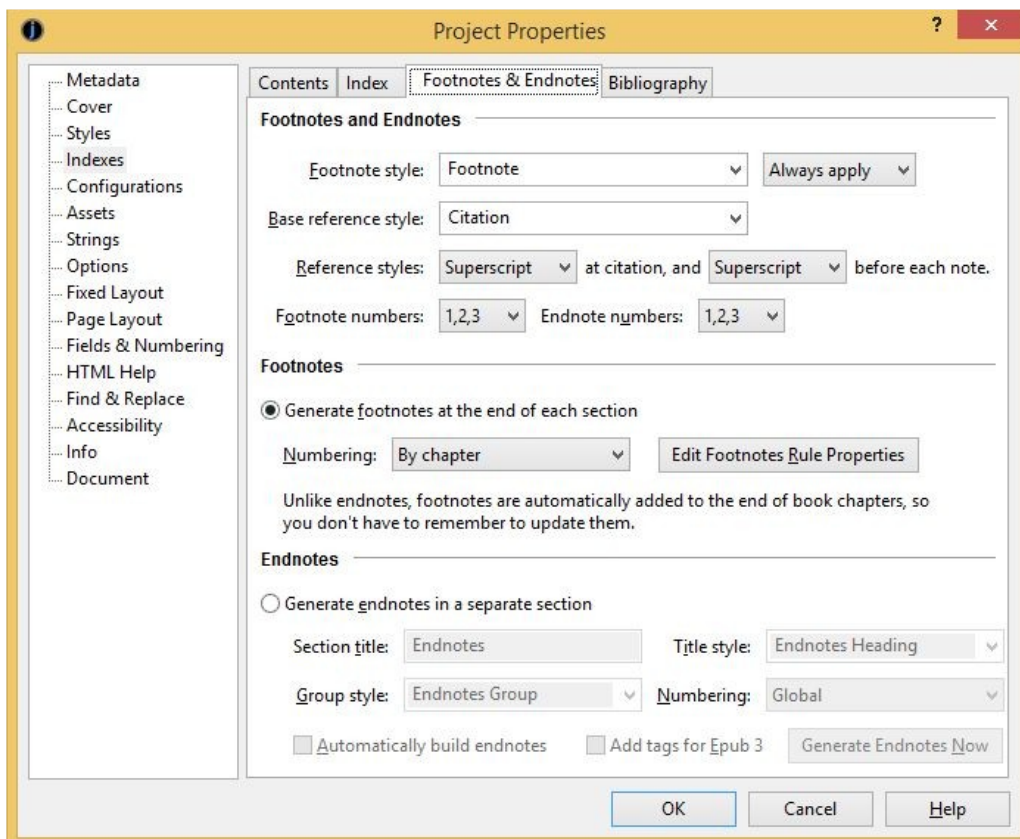 j
Project Properties
?
×
Metadata
Cover
Styles
Indexes
Configurations
Assets
Strings
Options
Fixed Layout
Page Layout
Fields & Numbering
HTML Help
Find & Replace
Accessibility
Info
Document
Contents Index Footnotes & Endnotes Bibliography
Footnotes and Endnotes
Footnote style: Footnote Always apply
Base reference style: Citation
Reference styles: Superscript at citation, and Superscript before each note.
Footnote numbers: 1,2,3 Endnote numbers: 1,2,3
Footnotes
Generate footnotes at the end of each section
Numbering: By chapter Edit Footnotes Rule Properties
Unlike endnotes, footnotes are automatically added to the end of book chapters, so
you don't have to remember to update them.
Endnotes
Generate endnotes in a separate section
Section title: Endnotes Title style: Endnotes Heading
Group style: Endnotes Group Numbering: Global
Automatically build endnotes Add tags for Epub 3 Generate Endnotes Now
OK Cancel Help